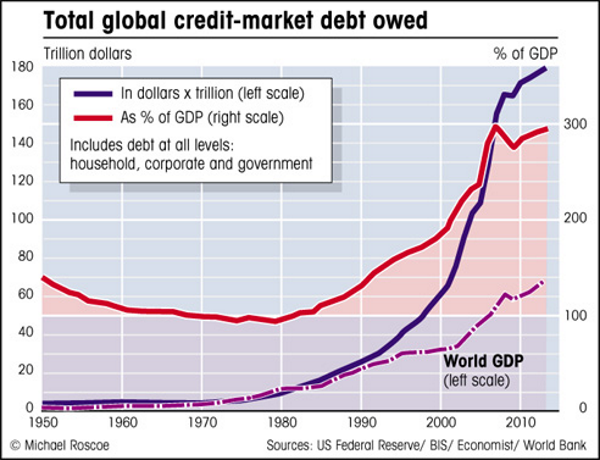 Total global credit-market debt owed
Trillion dollars % of GDP
In dollars x trillion (left scale)
As % of GDP (right scale)
Includes debt at all levels:
household, corporate and government
180
160
140
120
100
80
60
40
20
0
300
200
100
0
World GDP
(left scale)
1950 1960 1970 1980 1990 2000 2010
© Michael Roscoe Sources: US Federal Reserve/ BIS/ Economist/ World Bank